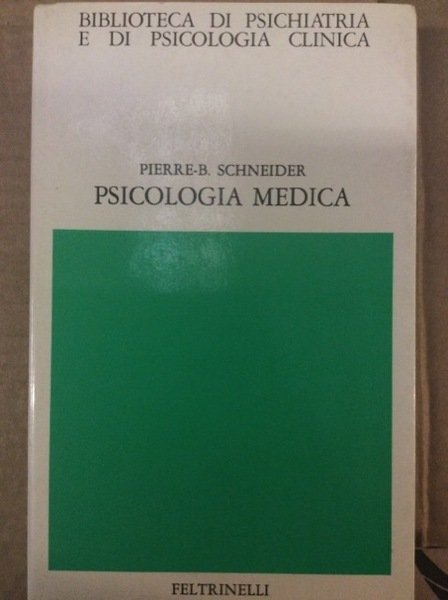 BIBLIOTECA DI PSICHIATRIA
E DI PSICOLOGIA CLINICA
PIERRE-B. SCHNEIDER
PSICOLOGIA MEDICA
FELTRINELLI